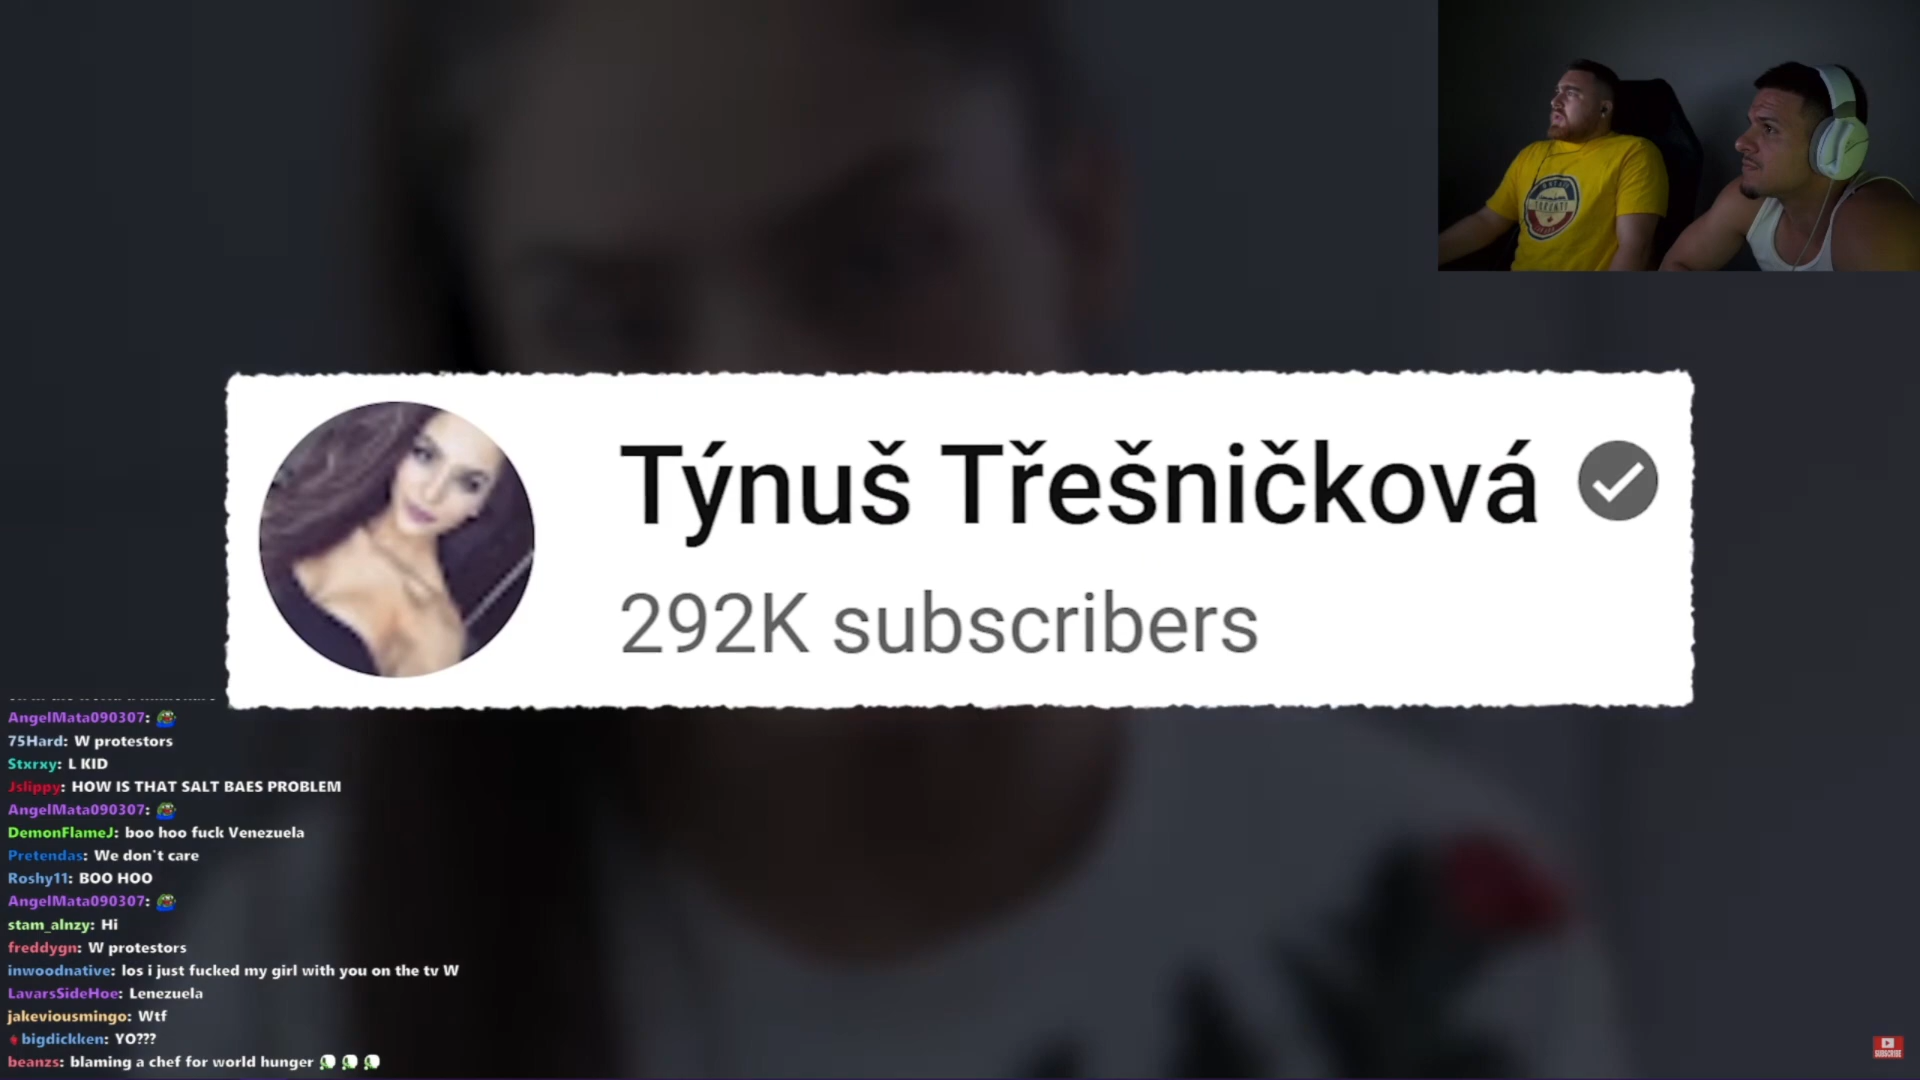 Týnuš Třešničková
292K subscribers
AngelMata090307:
75Hard: W protestors
Stxrxy: L KID
Jslippy: HOW IS THAT SALT BAES PROBLEM
AngelMata090307:
DemonFlameJ: boo hoo fuck Venezuela
Pretendas: We don't care
Roshy11: BOO HOO
AngelMata090307:
stam_alnzy: Hi
freddygn: W protestors
inwoodnative: los i just fucked my girl with you on the tv W
LavarsSideHoe: Lenezuela
jakeviousmingo: Wtf
bigdickken: YO???
beanzs: blaming a chef for world hunger
SUBSCRIBE